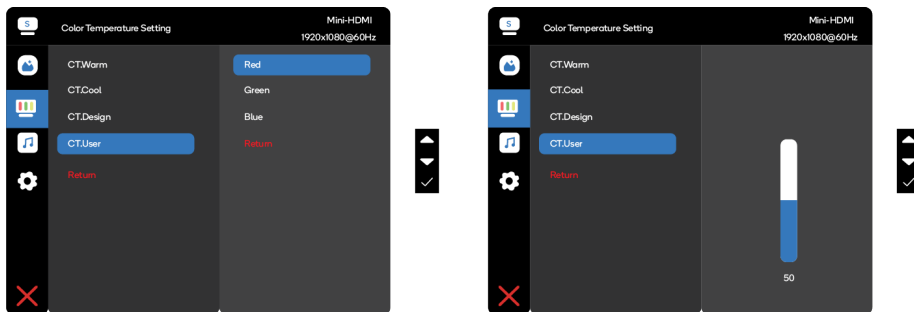 S
Color Temperature Setting
Mini-HDMI
1920x1080@60Hz
CT.Warm
CT.Cool
CT.Design
CT.User
Return
Red
Green
Blue
Return
S
Color Temperature Setting
Mini-HDMI
1920x1080@60Hz
CT.Warm
CT.Cool
CT.Design
CT.User
Return
50